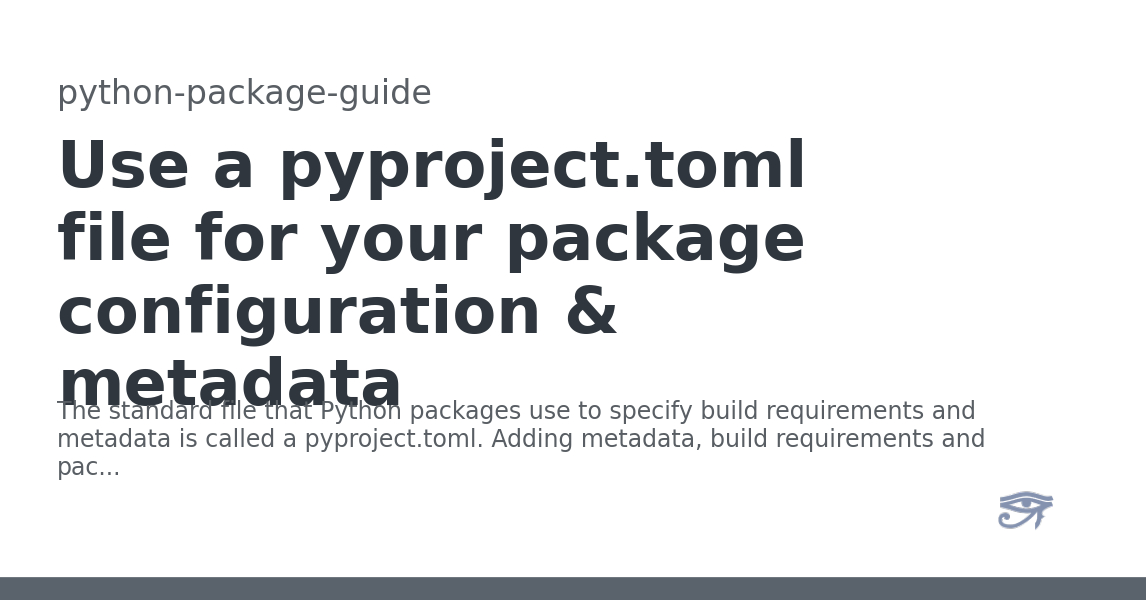 python-package-guide
Use a pyproject.toml
file for your package
configuration &
metadata
The standard file that Python packages use to specify build requirements and
metadata is called a pyproject.toml. Adding metadata, build requirements and
pac...